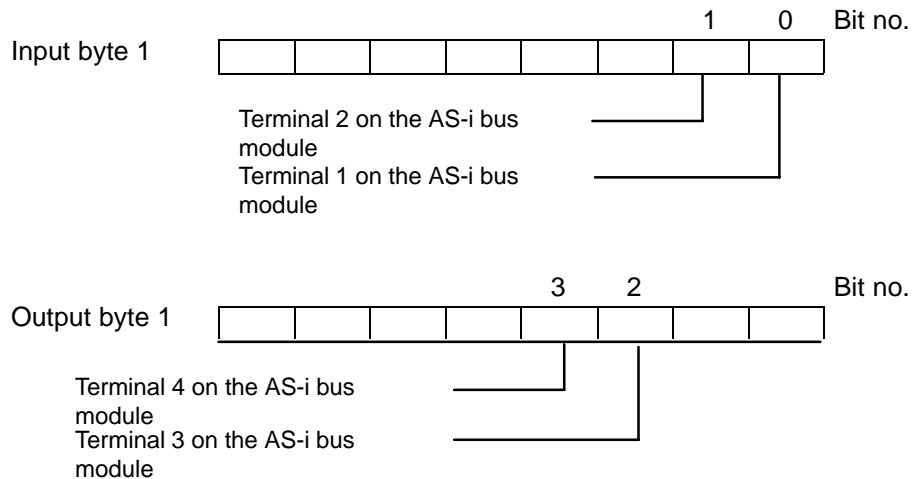 1 0 Bit no.
Input byte 1
Terminal 2 on the AS-i bus
module
Terminal 1 on the AS-i bus
module
3 2 Bit no.
Output byte 1
Terminal 4 on the AS-i bus
module
Terminal 3 on the AS-i bus
module